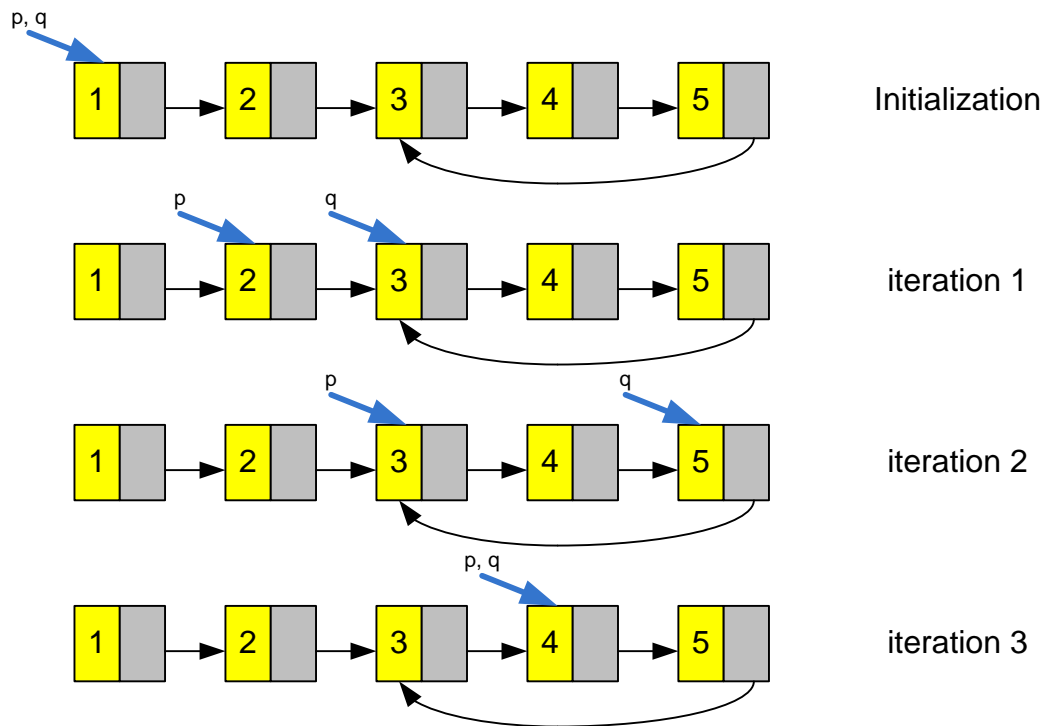 p, q
1 2 3 4 5 Initialization
p q
1 2 3 4 5 iteration 1
p q
1 2 3 4 5 iteration 2
p, q
1 2 3 4 5 iteration 3